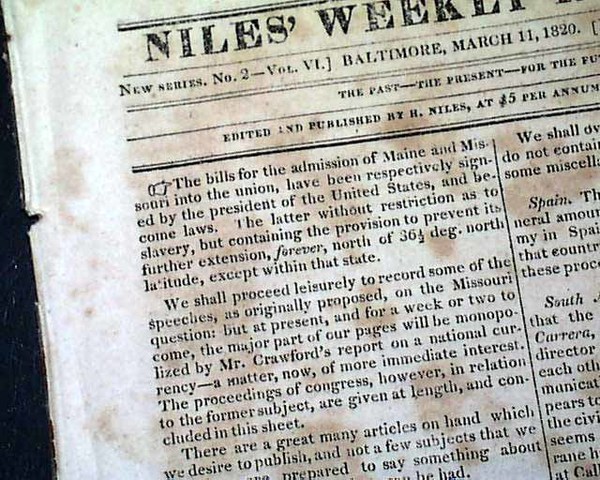 NILES' WEEKLY
NEW SERIES. No. 2—VOL. VI.] BALTIMORE, MARCH 11, 1820. [
THE PAST—THE PRESENT—FOR THE FU
EDITED AND PUBLISHED BY H. NILES, AT $5 PER ANNUM
☞The bills for the admission of Maine and Mis-
souri into the union, have been respectively sign-
ed by the president of the United States, and be-
come laws. The latter without restriction as to
slavery, but containing the provision to prevent its
further extension, forever, north of 36½ deg. north
latitude, except within that state.
We shall proceed leisurely to record some of the
speeches, as originally proposed, on the Missouri
question: but at present, and for a week or two to
come, the major part of our pages will be monopo-
lized by Mr. Crawford's report on a national cur-
rency—a matter, now, of more immediate interest.
The proceedings of congress, however, in relation
to the former subject, are given at length, and con-
cluded in this sheet.
There are a great many articles on hand which
we desire to publish, and not a few subjects that we
are prepared to say something about
be had.
We shall ov
do not contai
some miscella
Spain. Th
neral amoun
my in Spai
that countr
these proce
South A
that the
Carrera,
director
each oth
municat
pears to
the civi
seems
rane h
at Call